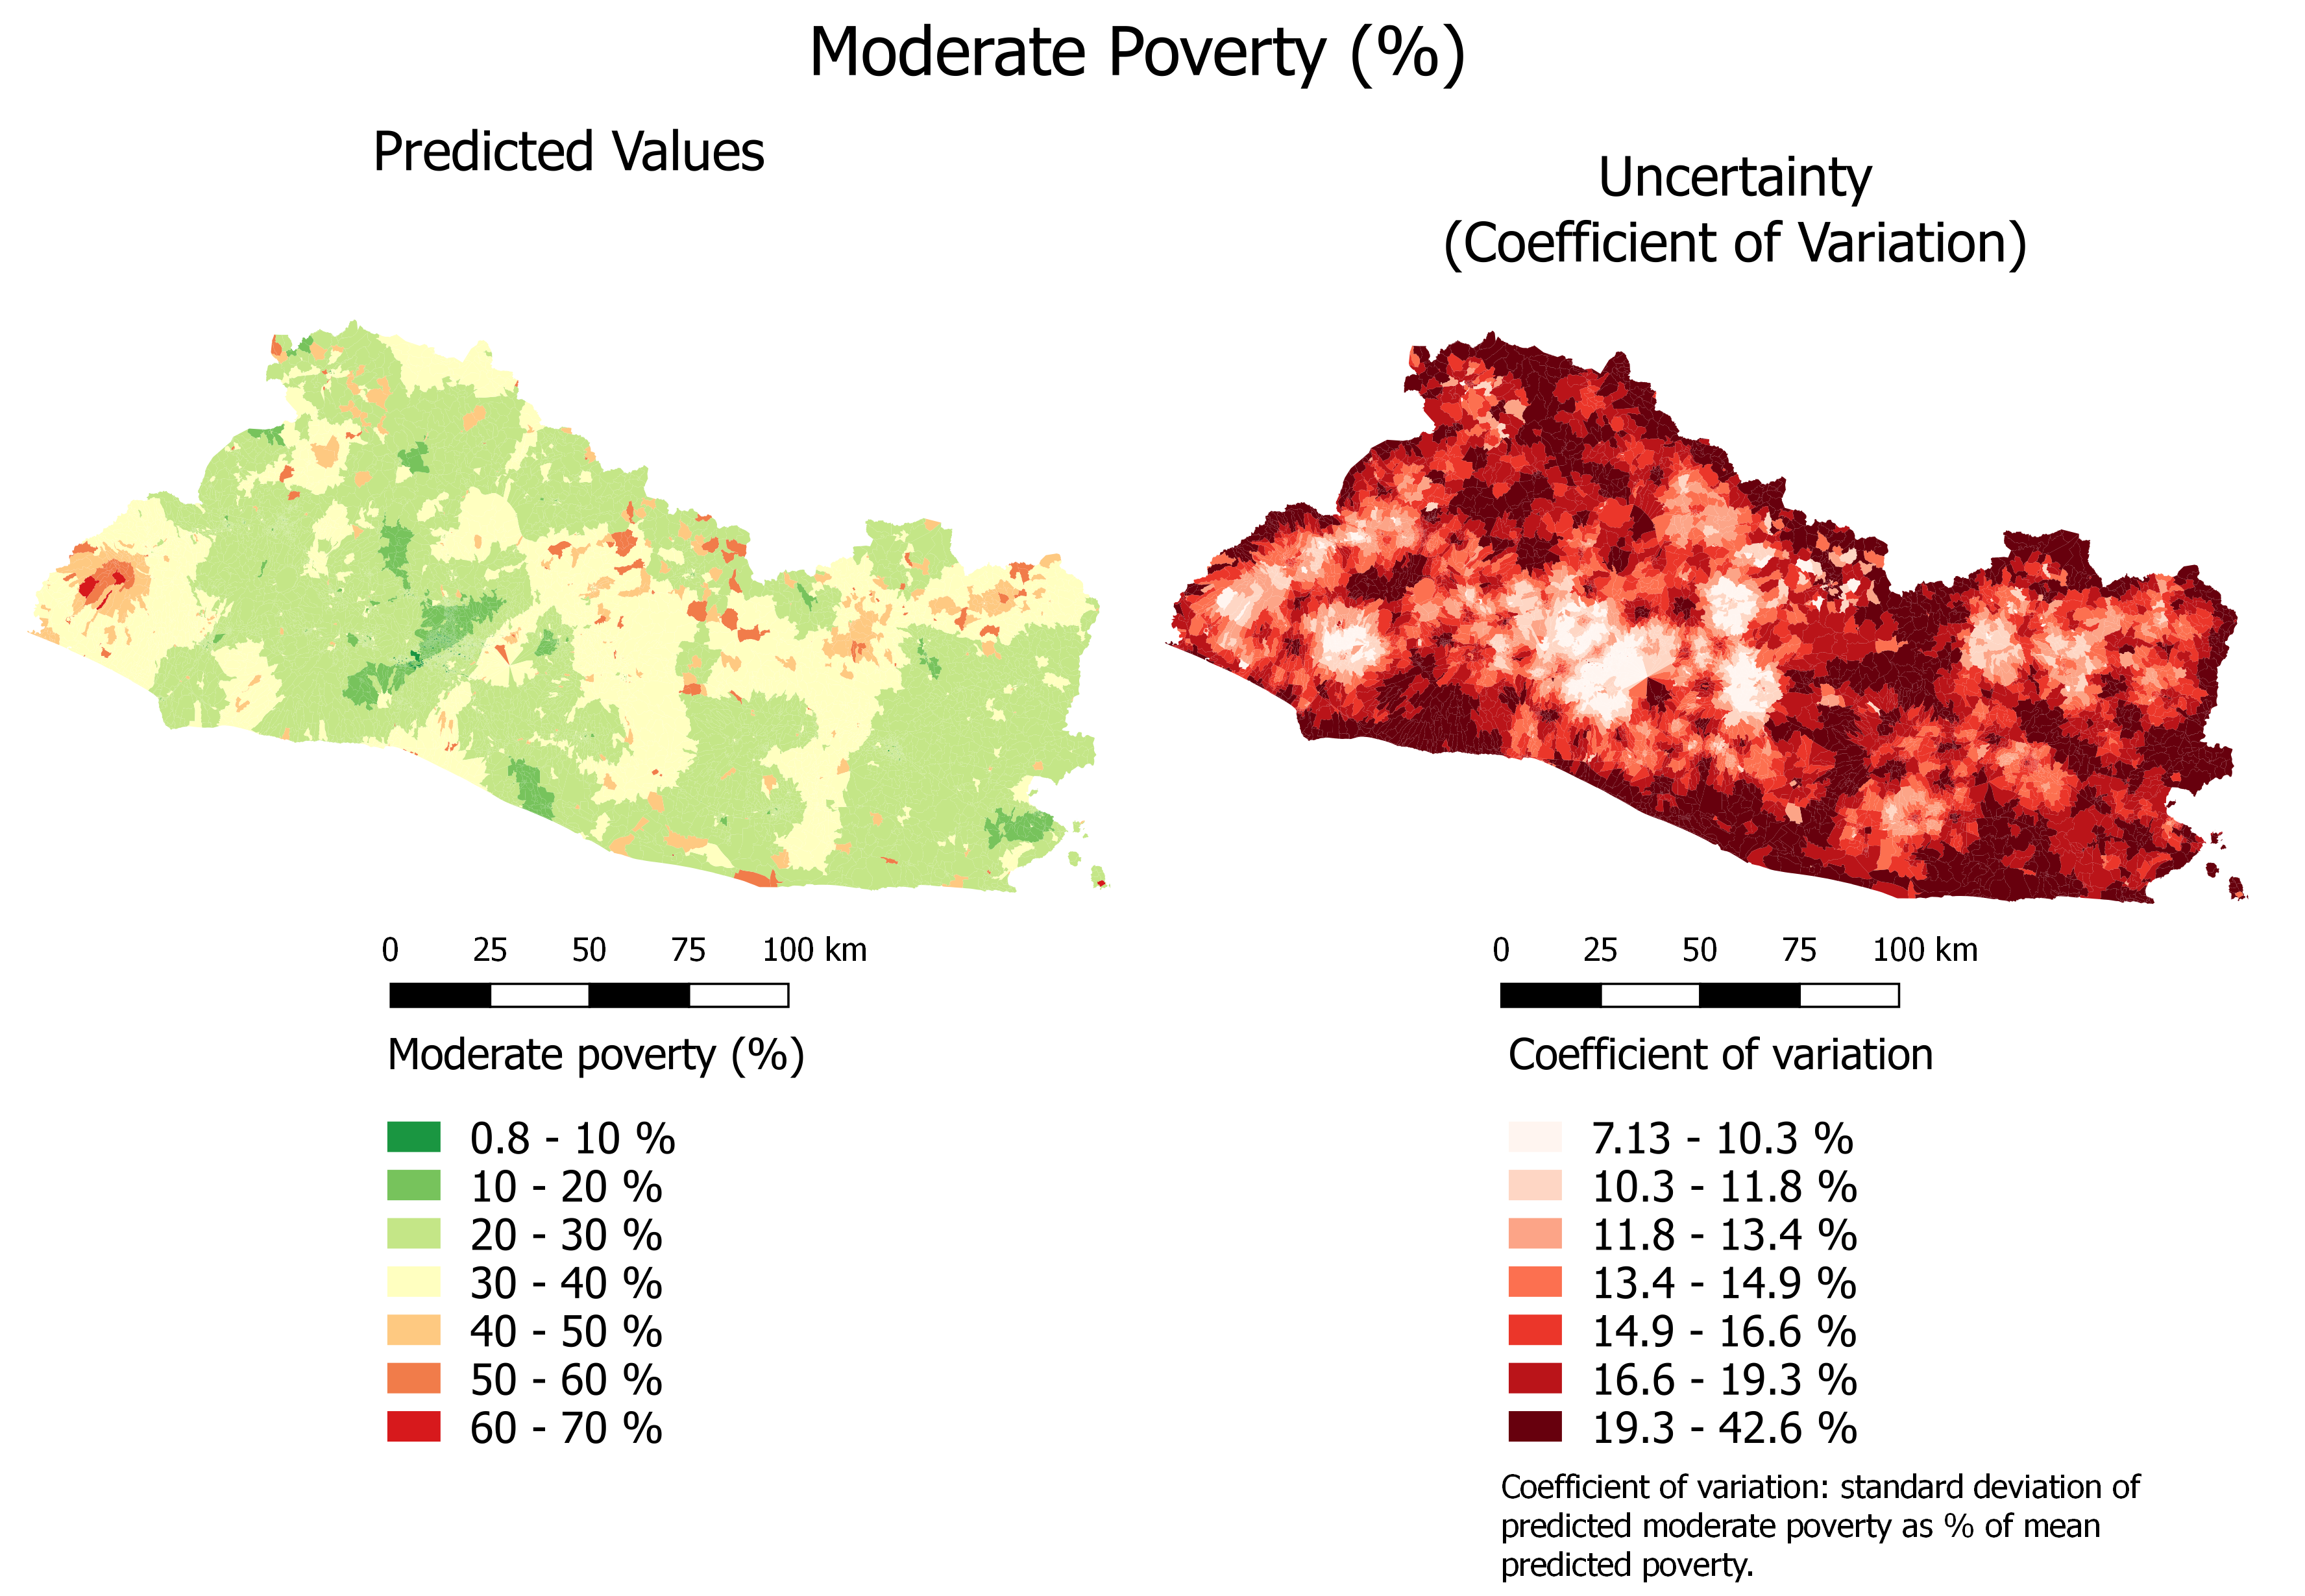 Moderate Poverty (%)
Predicted Values
Uncertainty
(Coefficient of Variation)
0 25 50 75 100 km
Moderate poverty (%)
0.8 - 10 %
10 - 20 %
20 - 30 %
30 - 40 %
40 - 50 %
50 - 60 %
60 - 70 %
0 25 50 75 100 km
Coefficient of variation
7.13 - 10.3 %
10.3 - 11.8 %
11.8 - 13.4 %
13.4 - 14.9 %
14.9 - 16.6 %
16.6 - 19.3 %
19.3 - 42.6 %
Coefficient of variation: standard deviation of
predicted moderate poverty as % of mean
predicted poverty.